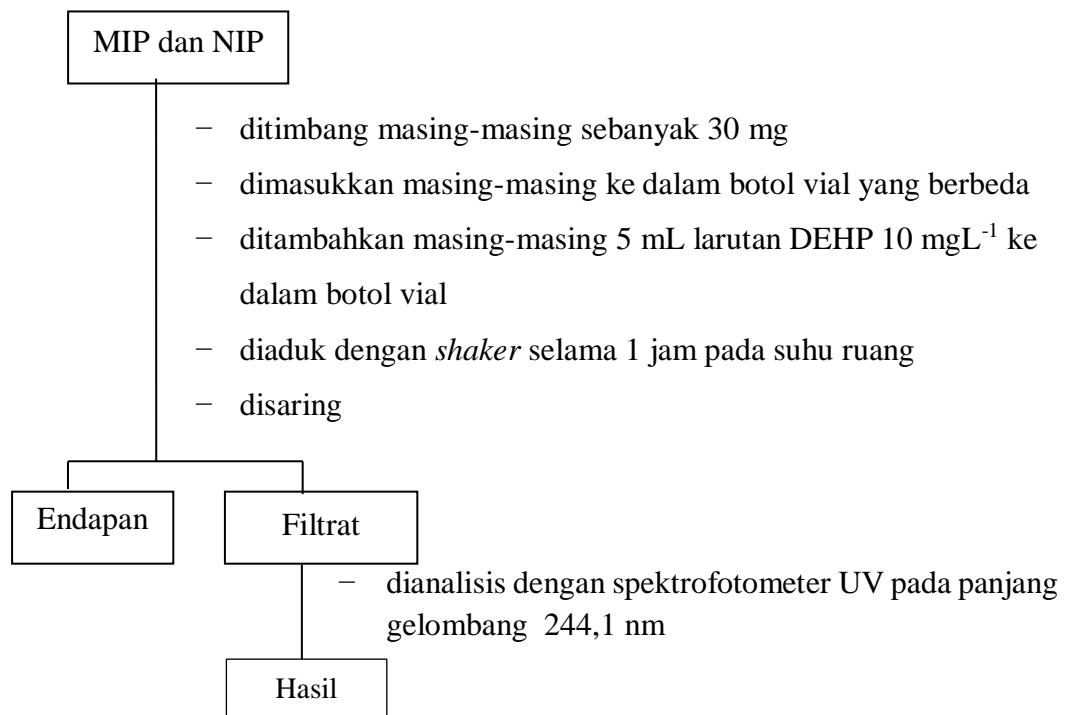 MIP dan NIP
− ditimbang masing-masing sebanyak 30 mg
− dimasukkan masing-masing ke dalam botol vial yang berbeda
− ditambahkan masing-masing 5 mL larutan DEHP 10 mgL⁻¹ ke
dalam botol vial
− diaduk dengan shaker selama 1 jam pada suhu ruang
− disaring
Endapan
Filtrat
− dianalisis dengan spektrofotometer UV pada panjang
gelombang 244,1 nm
Hasil